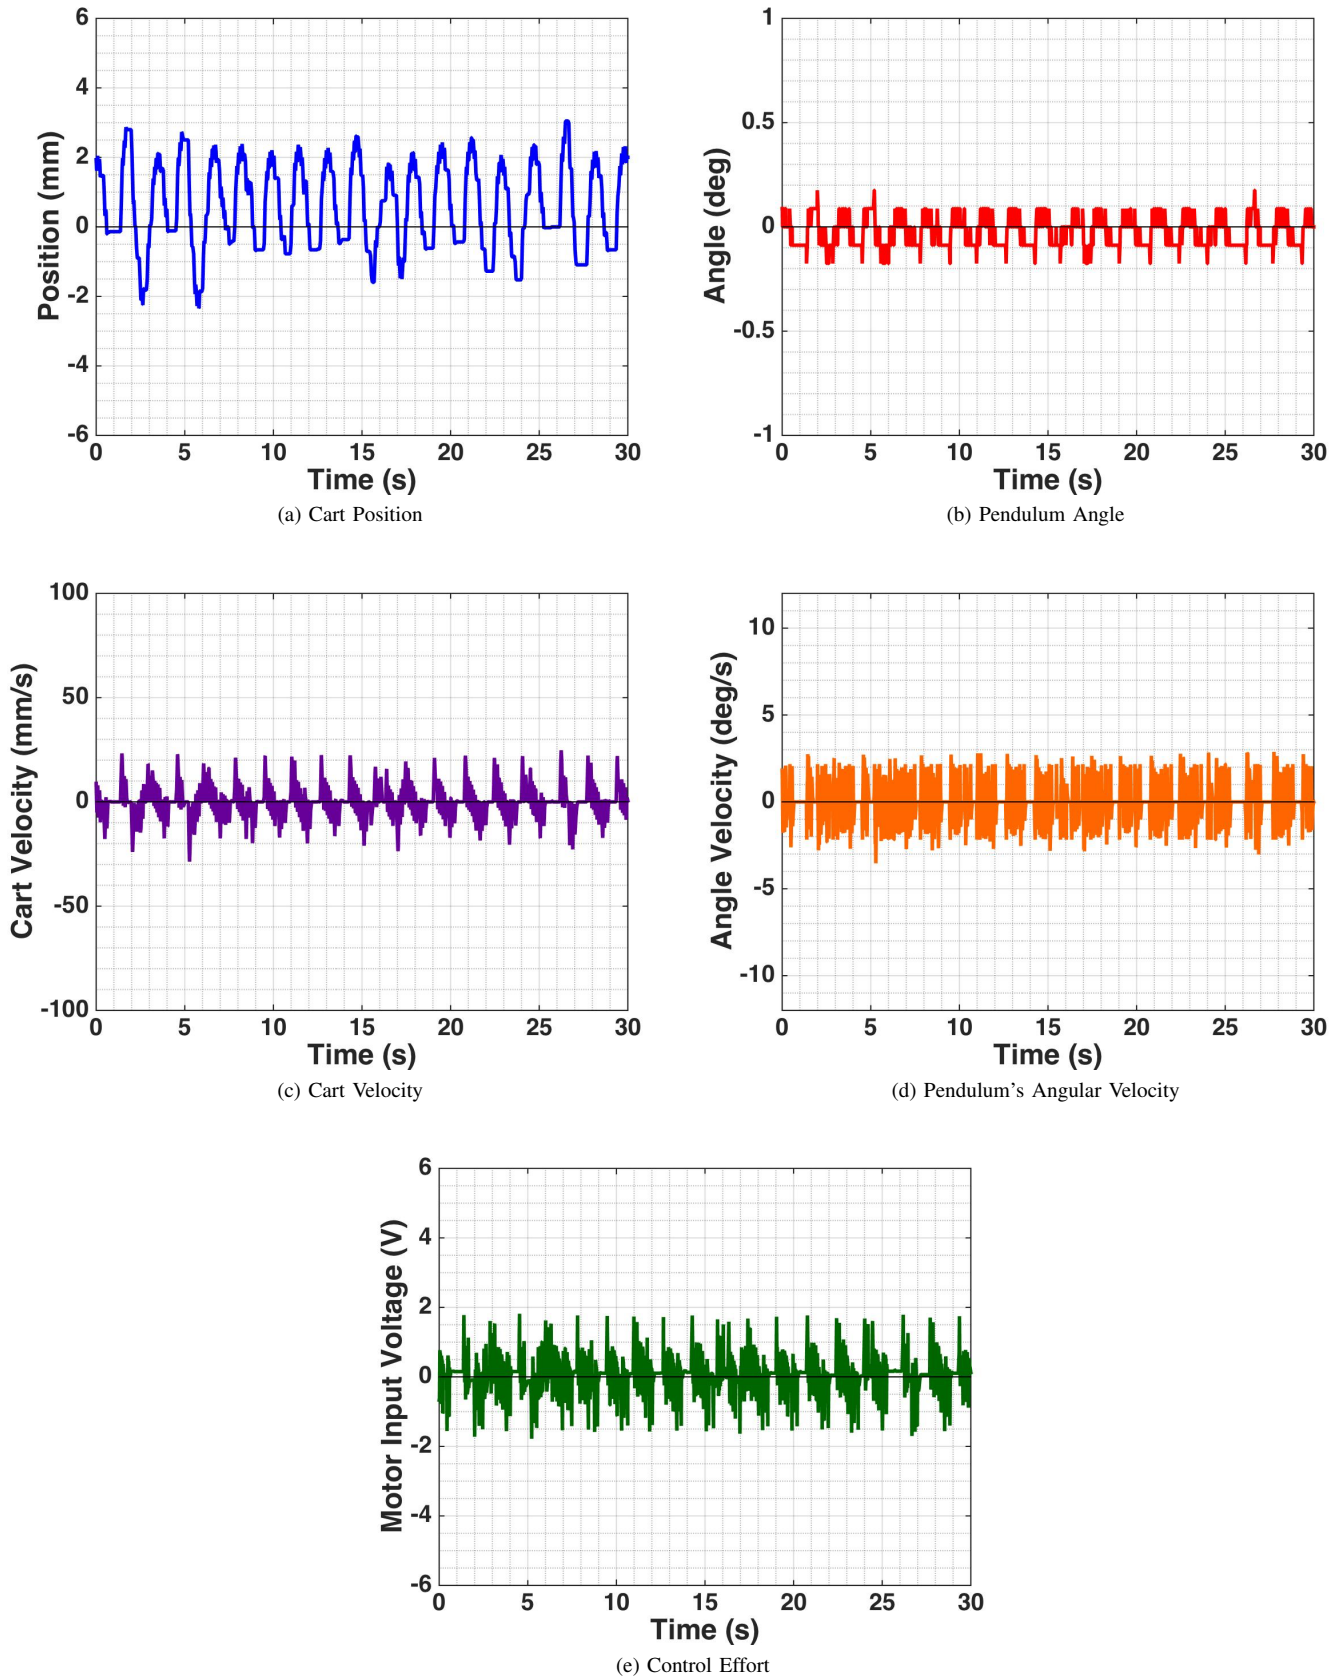 6
4
2
0
-2
-4
-6
Position (mm)
0 5 10 15 20 25 30
Time (s)
(a) Cart Position
1
0.5
0
-0.5
-1
Angle (deg)
0 5 10 15 20 25 30
Time (s)
(b) Pendulum Angle
100
50
0
-50
-100
Cart Velocity (mm/s)
0 5 10 15 20 25 30
Time (s)
(c) Cart Velocity
10
5
0
-5
-10
Angle Velocity (deg/s)
0 5 10 15 20 25 30
Time (s)
(d) Pendulum's Angular Velocity
6
4
2
0
-2
-4
-6
Motor Input Voltage (V)
0 5 10 15 20 25 30
Time (s)
(e) Control Effort